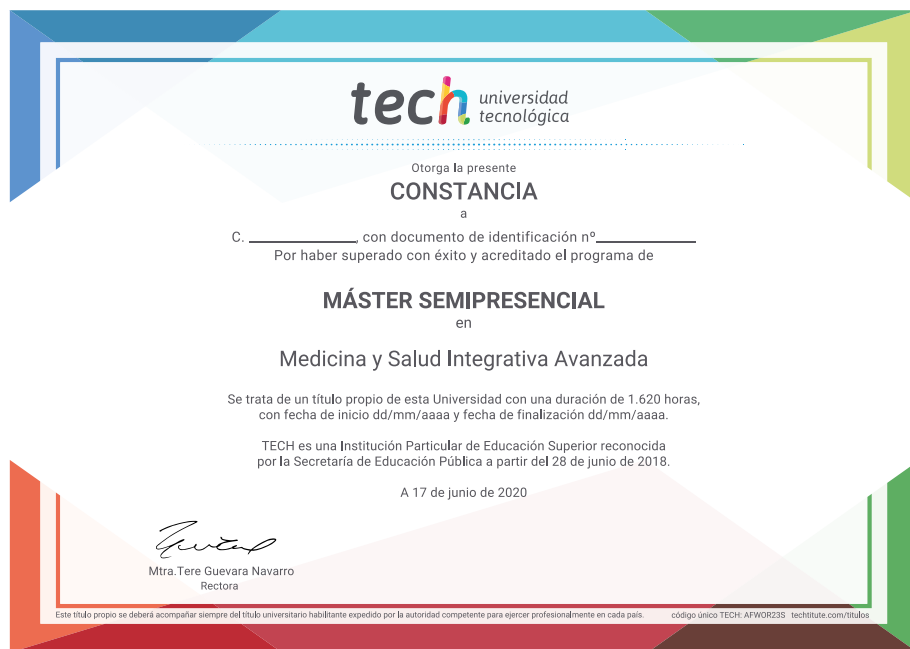 tech universidad
tecnológica
Otorga la presente
CONSTANCIA
a
C. ____________, con documento de identificación nº____________
Por haber superado con éxito y acreditado el programa de
MÁSTER SEMIPRESENCIAL
en
Medicina y Salud Integrativa Avanzada
Se trata de un título propio de esta Universidad con una duración de 1.620 horas,
con fecha de inicio dd/mm/aaaa y fecha de finalización dd/mm/aaaa.
TECH es una Institución Particular de Educación Superior reconocida
por la Secretaría de Educación Pública a partir del 28 de junio de 2018.
A 17 de junio de 2020
Mtra.Tere Guevara Navarro
Rectora
Este título propio se deberá acompañar siempre del título universitario habilitante expedido por la autoridad competente para ejercer profesionalmente en cada país. código único TECH: AFWOR23S techtitute.com/titulos